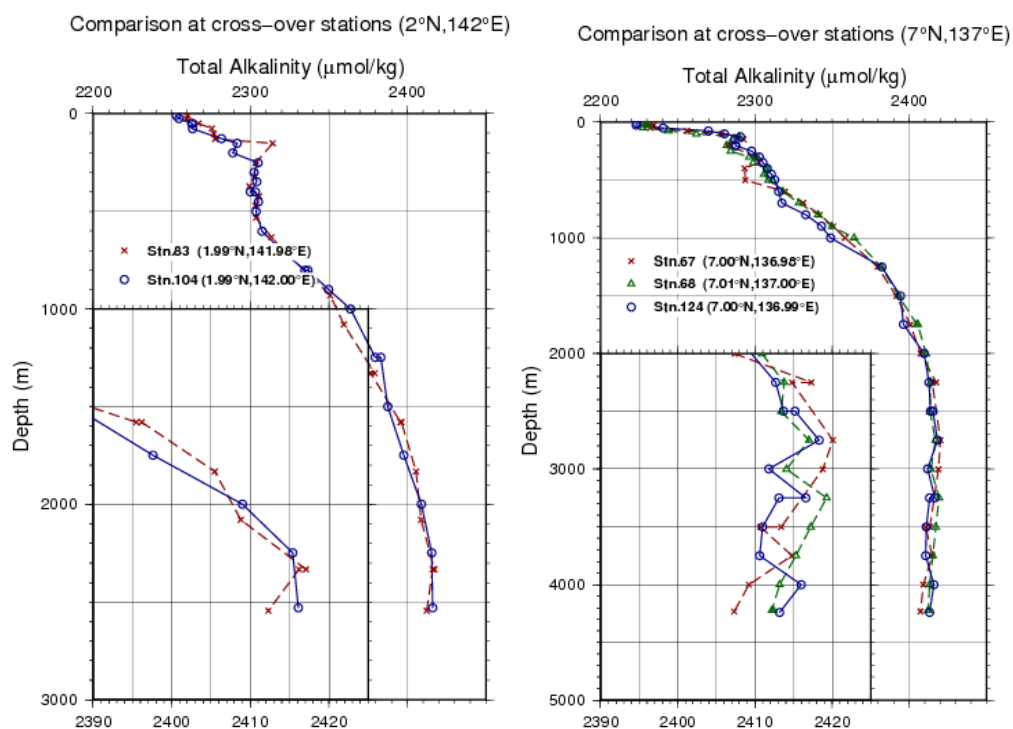 Comparison at cross−over stations (2°N,142°E)
Total Alkalinity (μmol/kg)
2200 2300 2400
0
Stn.83 (1.99°N,141.98°E)
Stn.104 (1.99°N,142.00°E)
1000
Depth (m)
2000
3000
2390 2400 2410 2420
Comparison at cross−over stations (7°N,137°E)
Total Alkalinity (μmol/kg)
2200 2300 2400
0
1000
Stn.67 (7.00°N,136.98°E)
Stn.68 (7.01°N,137.00°E)
Stn.124 (7.00°N,136.99°E)
2000
Depth (m)
3000
4000
5000
2390 2400 2410 2420